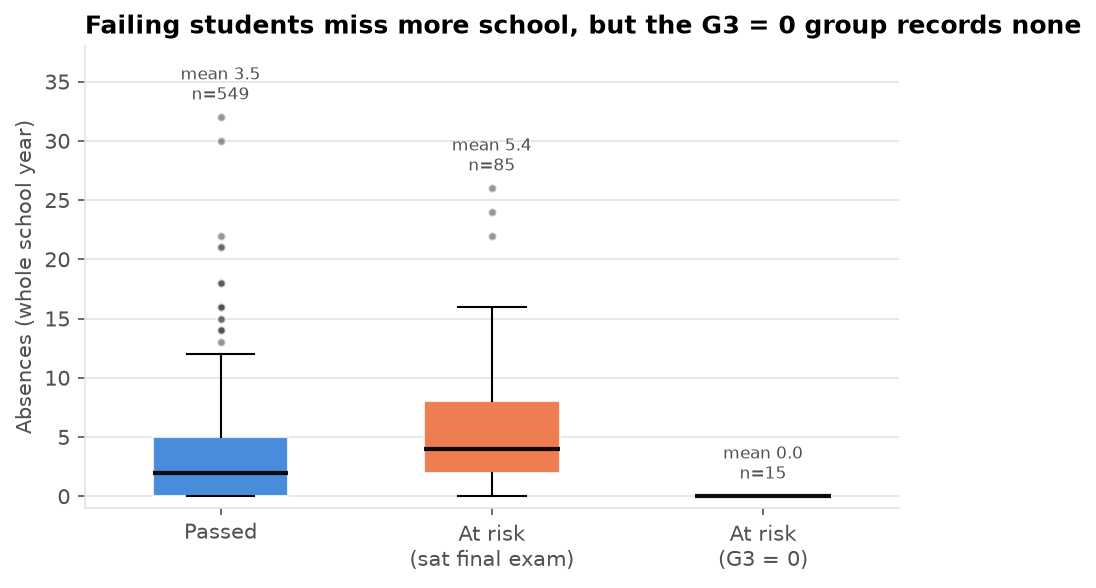 Failing students miss more school, but the G3 = 0 group records none
Absences (whole school year)
35
30
25
20
15
10
5
0
mean 3.5
n=549
mean 5.4
n=85
mean 0.0
n=15
Passed
At risk
(sat final exam)
At risk
(G3 = 0)